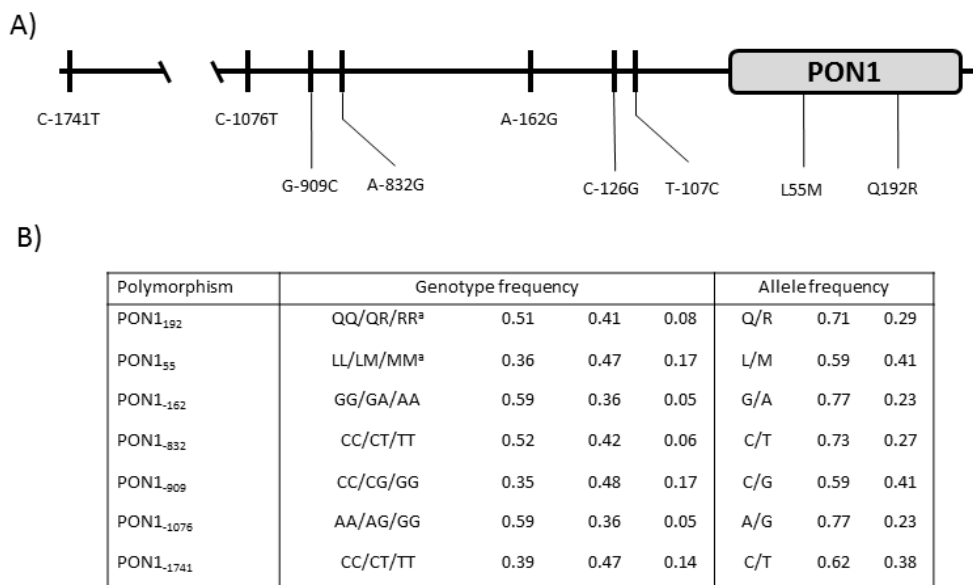 A)
PON1
C-1741T C-1076T A-162G
G-909C A-832G C-126G T-107C L55M Q192R
B)
Polymorphism Genotype frequency Allele frequency
PON1₁₉₂ QQ/QR/RRᵃ 0.51 0.41 0.08 Q/R 0.71 0.29
PON1₅₅ LL/LM/MMᵃ 0.36 0.47 0.17 L/M 0.59 0.41
PON1₋₁₆₂ GG/GA/AA 0.59 0.36 0.05 G/A 0.77 0.23
PON1₋₈₃₂ CC/CT/TT 0.52 0.42 0.06 C/T 0.73 0.27
PON1₋₉₀₉ CC/CG/GG 0.35 0.48 0.17 C/G 0.59 0.41
PON1₋₁₀₇₆ AA/AG/GG 0.59 0.36 0.05 A/G 0.77 0.23
PON1₋₁₇₄₁ CC/CT/TT 0.39 0.47 0.14 C/T 0.62 0.38